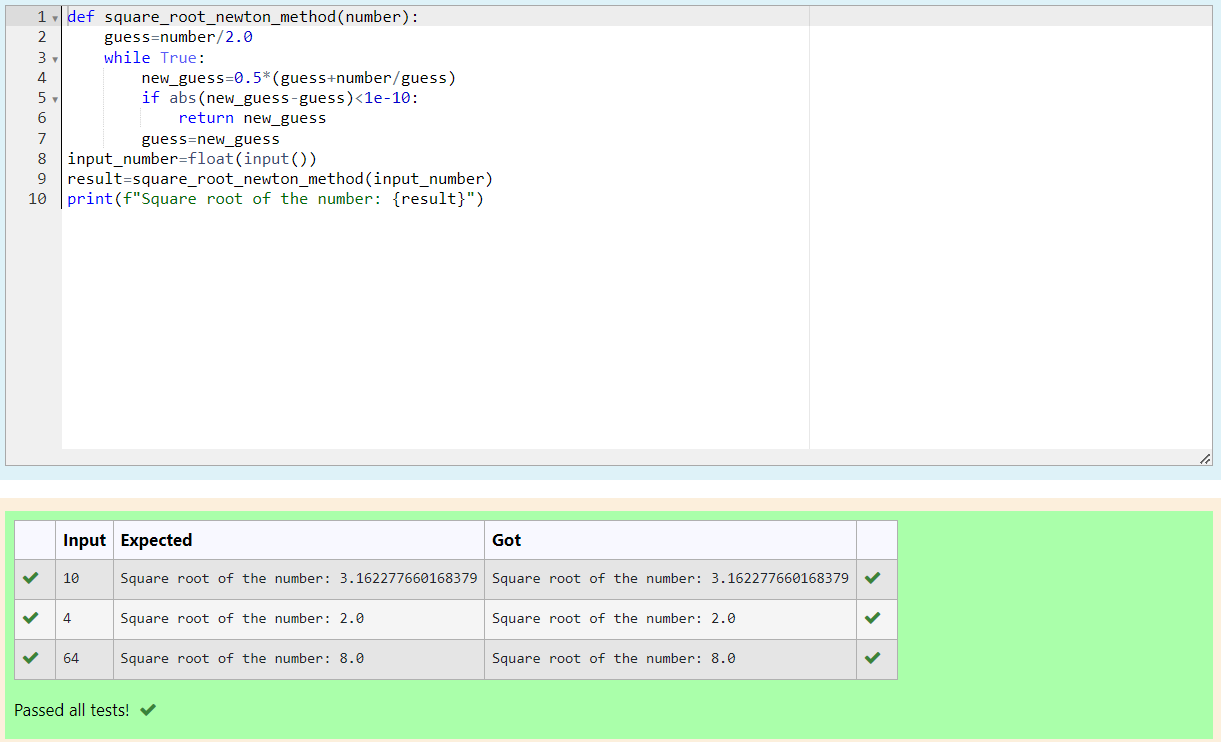 1 def square_root_newton_method(number):
2     guess=number/2.0
3     while True:
4         new_guess=0.5*(guess+number/guess)
5         if abs(new_guess-guess)<1e-10:
6             return new_guess
7         guess=new_guess
8 input_number=float(input())
9 result=square_root_newton_method(input_number)
10 print(f"Square root of the number: {result}")
Input Expected Got
10 Square root of the number: 3.162277660168379 Square root of the number: 3.162277660168379
4 Square root of the number: 2.0 Square root of the number: 2.0
64 Square root of the number: 8.0 Square root of the number: 8.0
Passed all tests!